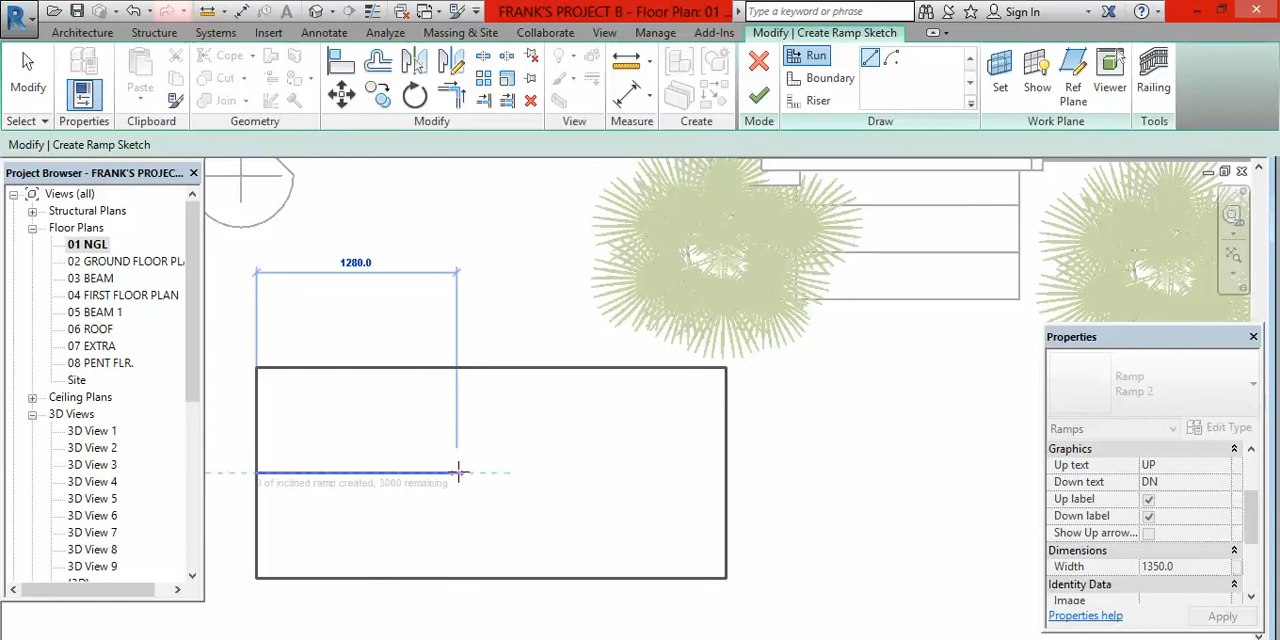 FRANK'S PROJECT B - Floor Plan: 01 ...
Type a keyword or phrase
Sign In
Architecture
Structure
Systems
Insert
Annotate
Analyze
Massing & Site
Collaborate
View
Manage
Add-Ins
Modify | Create Ramp Sketch
Modify
Select
Properties
Paste
Clipboard
Cope
Cut
Join
Geometry
Modify
View
Measure
Create
Mode
Run
Boundary
Riser
Draw
Set
Show
Ref
Plane
Viewer
Work Plane
Railing
Tools
Modify | Create Ramp Sketch
Project Browser - FRANK'S PROJEC...
Views (all)
Structural Plans
Floor Plans
01 NGL
02 GROUND FLOOR PL
03 BEAM
04 FIRST FLOOR PLAN
05 BEAM 1
06 ROOF
07 EXTRA
08 PENT FLR.
Site
Ceiling Plans
3D Views
3D View 1
3D View 2
3D View 3
3D View 4
3D View 5
3D View 6
3D View 7
3D View 8
3D View 9
1280.0
0 of inclined ramp created, 3000 remaining
2D
Properties
Ramp
Ramp 2
Ramps
Edit Type
Graphics
Up text UP
Down text DN
Up label
Down label
Show Up arrow...
Dimensions
Width 1350.0
Identity Data
Image
Properties help
Apply